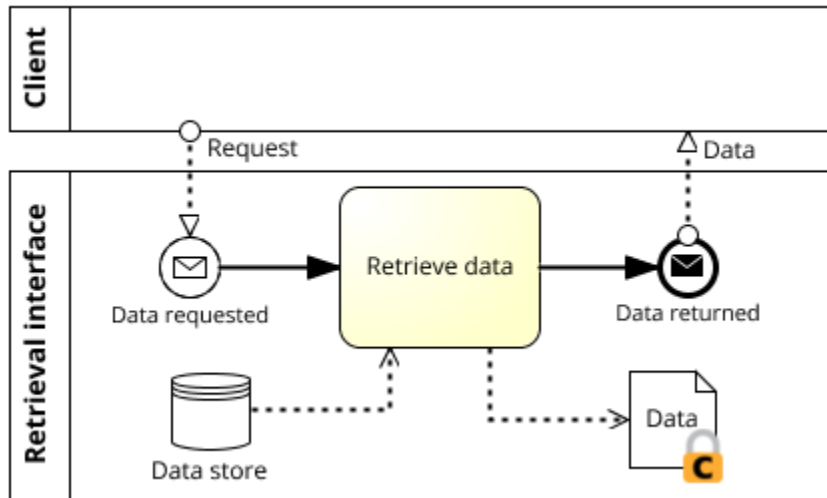 Client
Request
Data
Retrieval interface
Retrieve data
Data requested
Data returned
Data store
Data
C